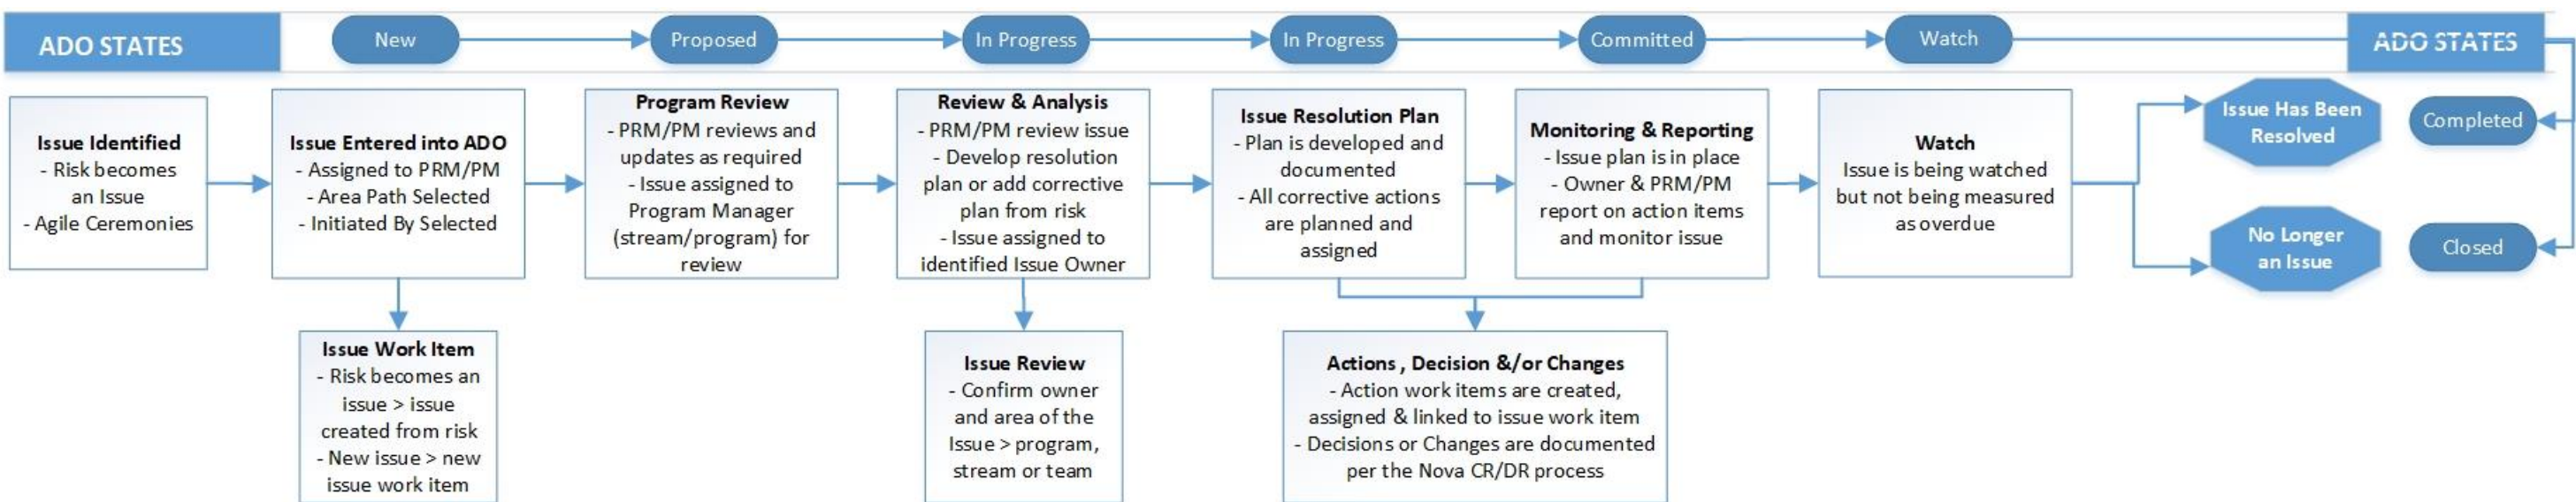 ADO STATES
New
Proposed
In Progress
In Progress
Committed
Watch
ADO STATES
Issue Identified
- Risk becomes
an Issue
- Agile Ceremonies
Issue Entered into ADO
- Assigned to PRM/PM
- Area Path Selected
- Initiated By Selected
Program Review
- PRM/PM reviews and
updates as required
- Issue assigned to
Program Manager
(stream/program) for
review
Review & Analysis
- PRM/PM review issue
- Develop resolution
plan or add corrective
plan from risk
- Issue assigned to
identified Issue Owner
Issue Resolution Plan
- Plan is developed and
documented
- All corrective actions
are planned and
assigned
Monitoring & Reporting
- Issue plan is in place
- Owner & PRM/PM
report on action items
and monitor issue
Watch
Issue is being watched
but not being measured
as overdue
Issue Has Been
Resolved
Completed
No Longer
an Issue
Closed
Issue Work Item
- Risk becomes an
issue > issue
created from risk
- New issue > new
issue work item
Issue Review
- Confirm owner
and area of the
Issue > program,
stream or team
Actions , Decision &/or Changes
- Action work items are created,
assigned & linked to issue work item
- Decisions or Changes are documented
per the Nova CR/DR process